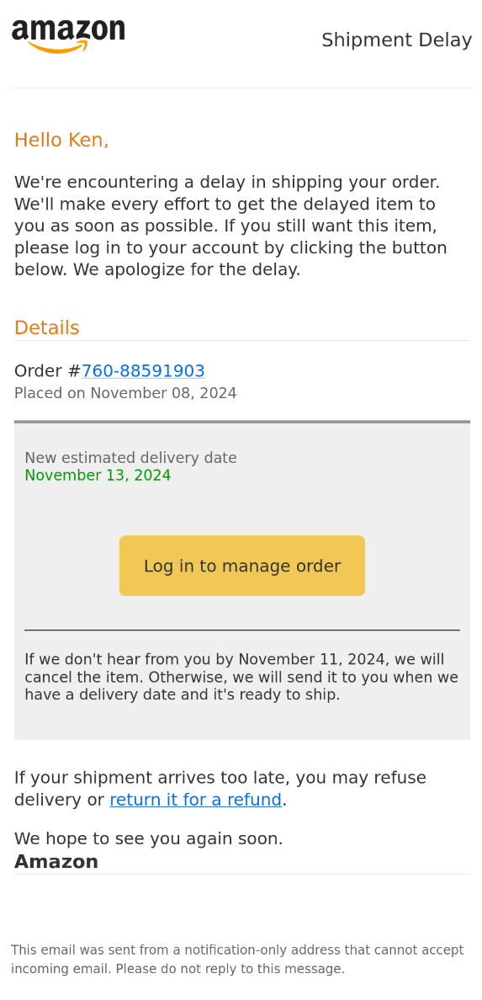 amazon
Shipment Delay
Hello Ken,
We're encountering a delay in shipping your order.
We'll make every effort to get the delayed item to
you as soon as possible. If you still want this item,
please log in to your account by clicking the button
below. We apologize for the delay.
Details
Order #760-88591903
Placed on November 08, 2024
New estimated delivery date
November 13, 2024
Log in to manage order
If we don't hear from you by November 11, 2024, we will
cancel the item. Otherwise, we will send it to you when we
have a delivery date and it's ready to ship.
If your shipment arrives too late, you may refuse
delivery or return it for a refund.
We hope to see you again soon.
Amazon
This email was sent from a notification-only address that cannot accept
incoming email. Please do not reply to this message.